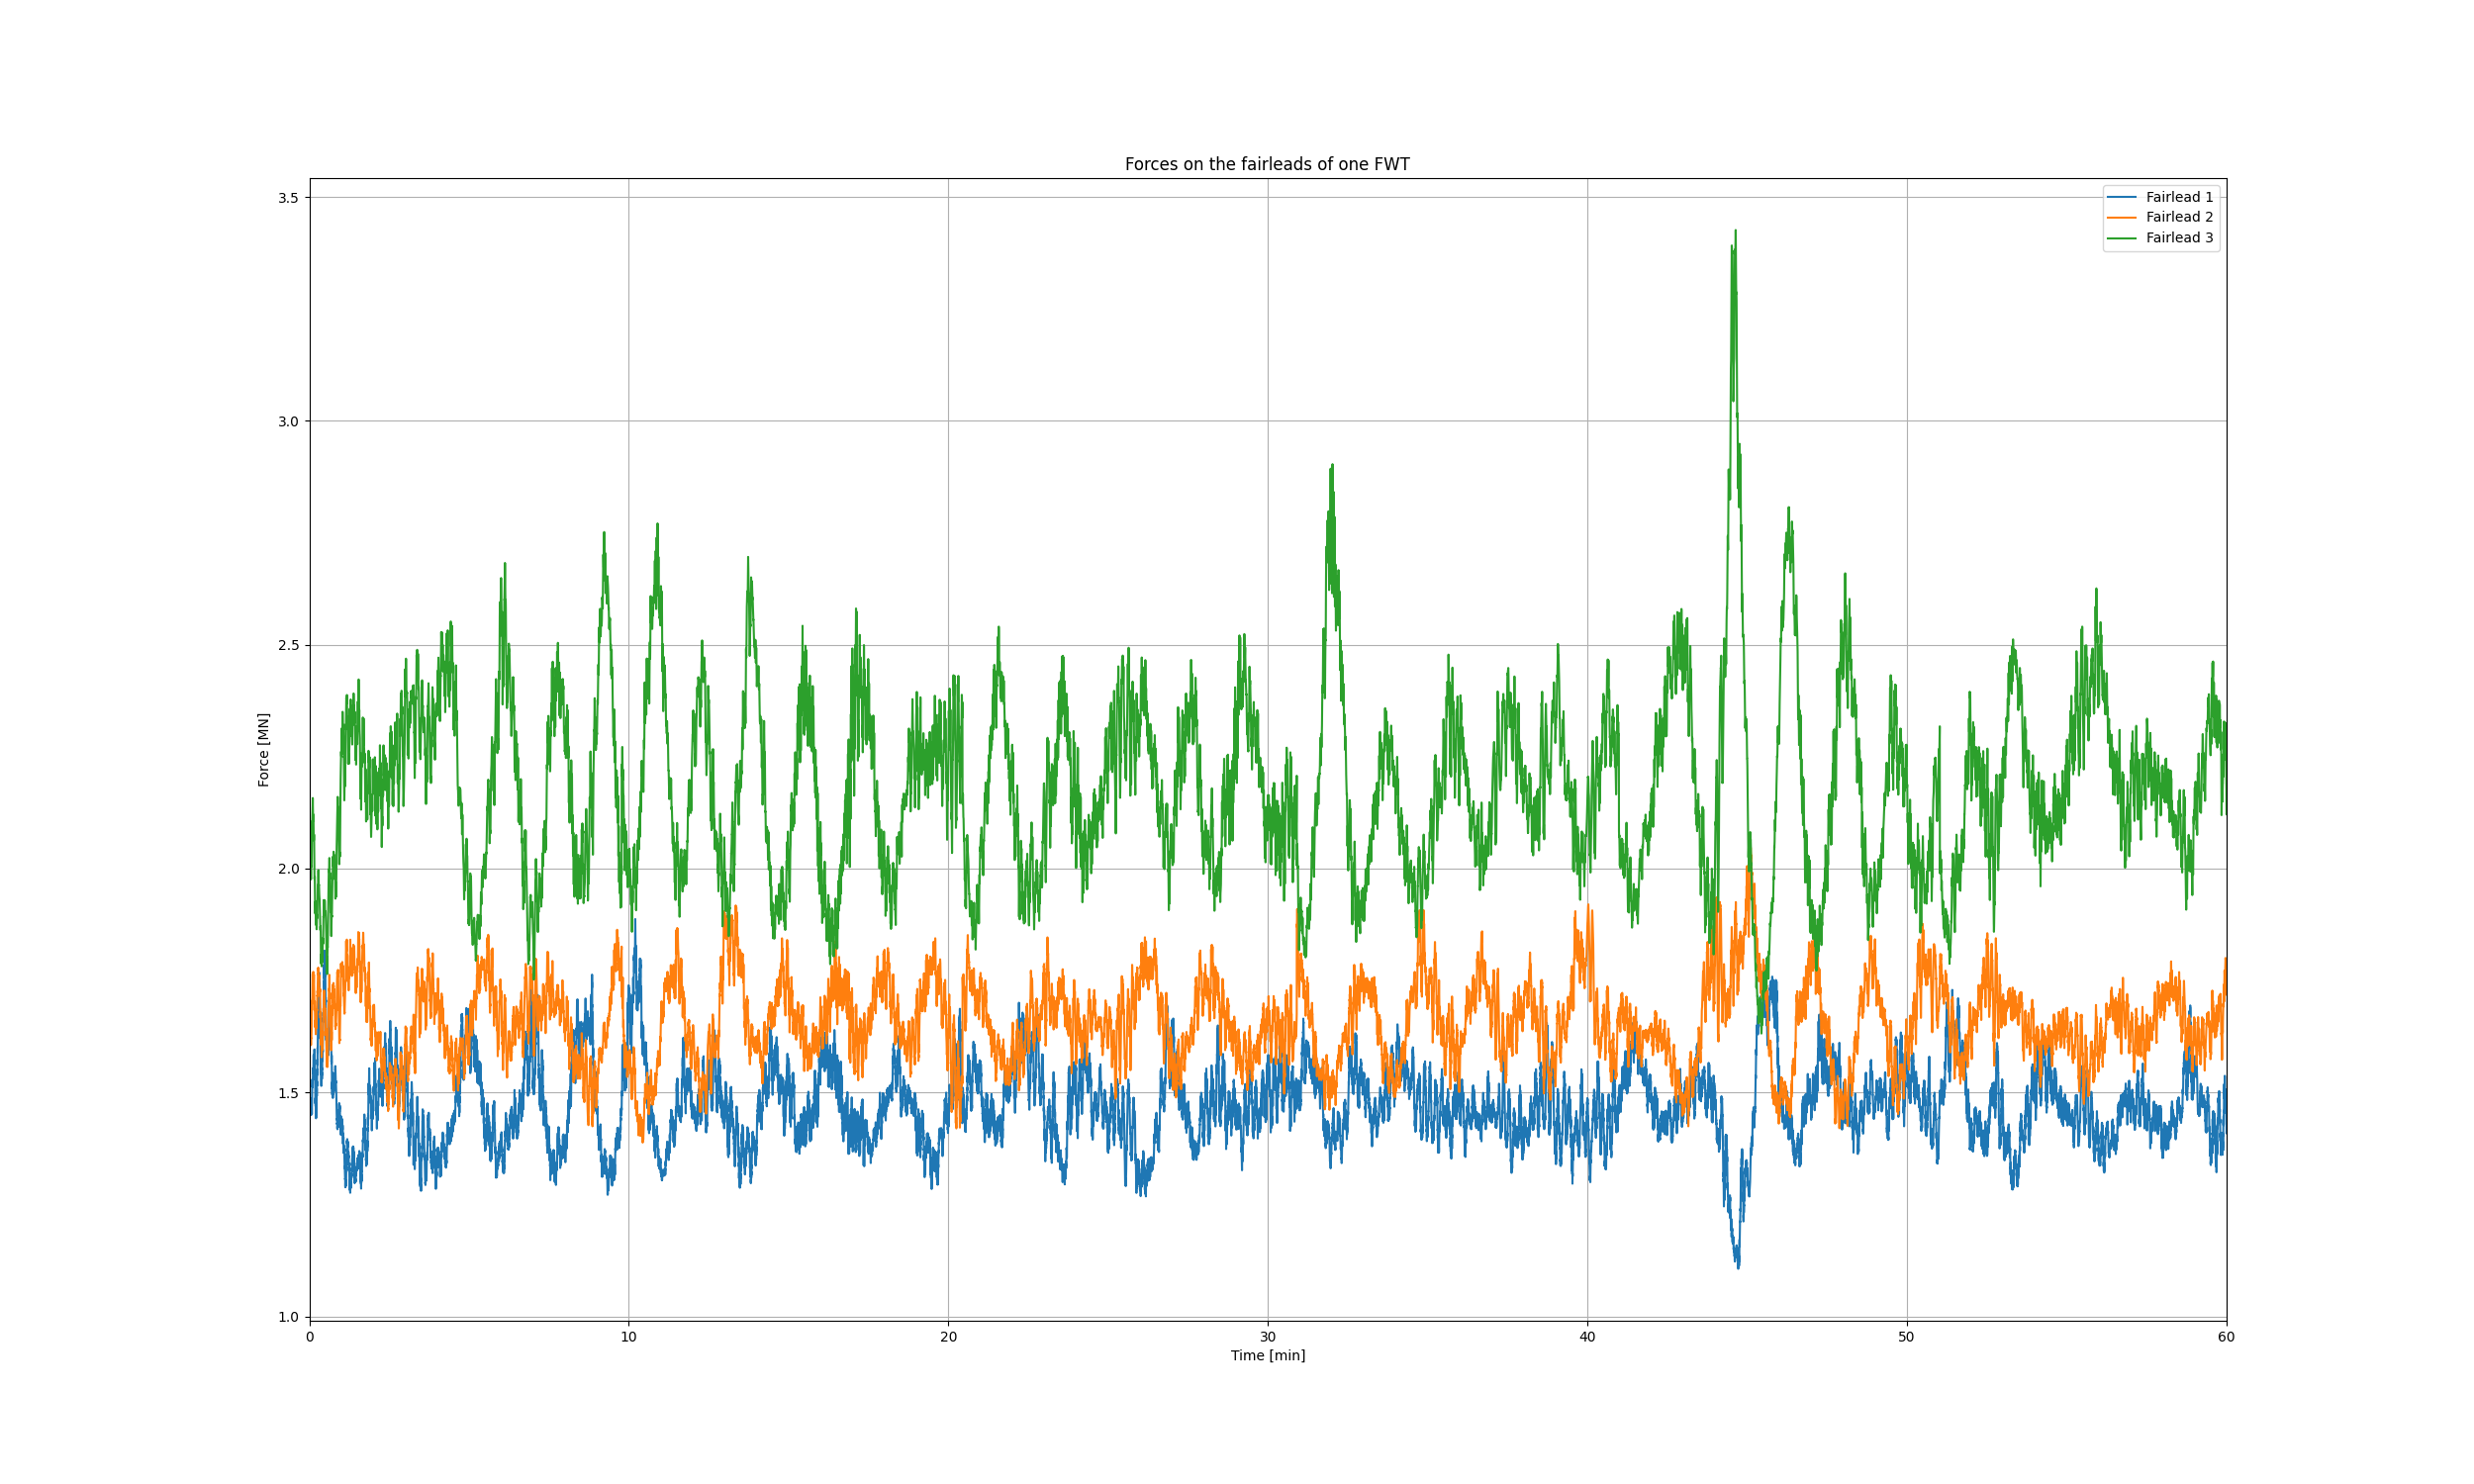 Forces on the fairleads of one FWT
Fairlead 1
Fairlead 2
Fairlead 3
Force [MN]
3.5
3.0
2.5
2.0
1.5
1.0
0 10 20 30 40 50 60
Time [min]